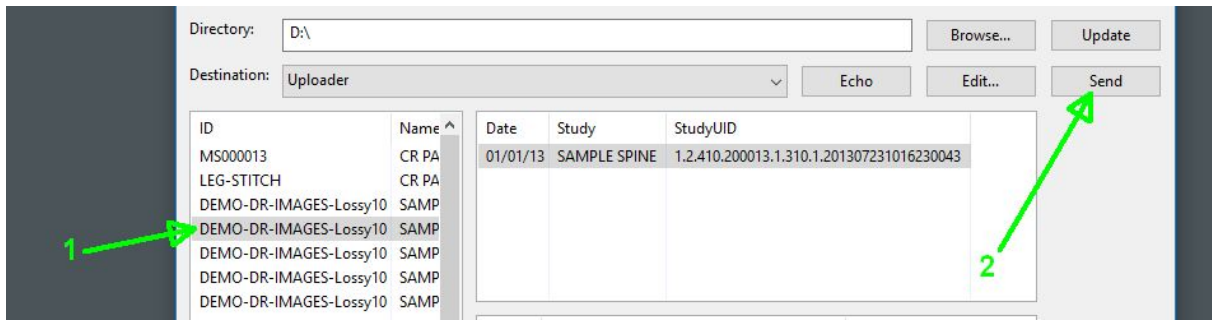 Directory: D:\ Browse... Update
Destination: Uploader Echo Edit... Send
ID Name Date Study StudyUID
MS000013 CR PA 01/01/13 SAMPLE SPINE 1.2.410.200013.1.310.1.201307231016230043
LEG-STITCH CR PA
DEMO-DR-IMAGES-Lossy10 SAMP
1 DEMO-DR-IMAGES-Lossy10 SAMP
DEMO-DR-IMAGES-Lossy10 SAMP
DEMO-DR-IMAGES-Lossy10 SAMP 2
DEMO-DR-IMAGES-Lossy10 SAMP